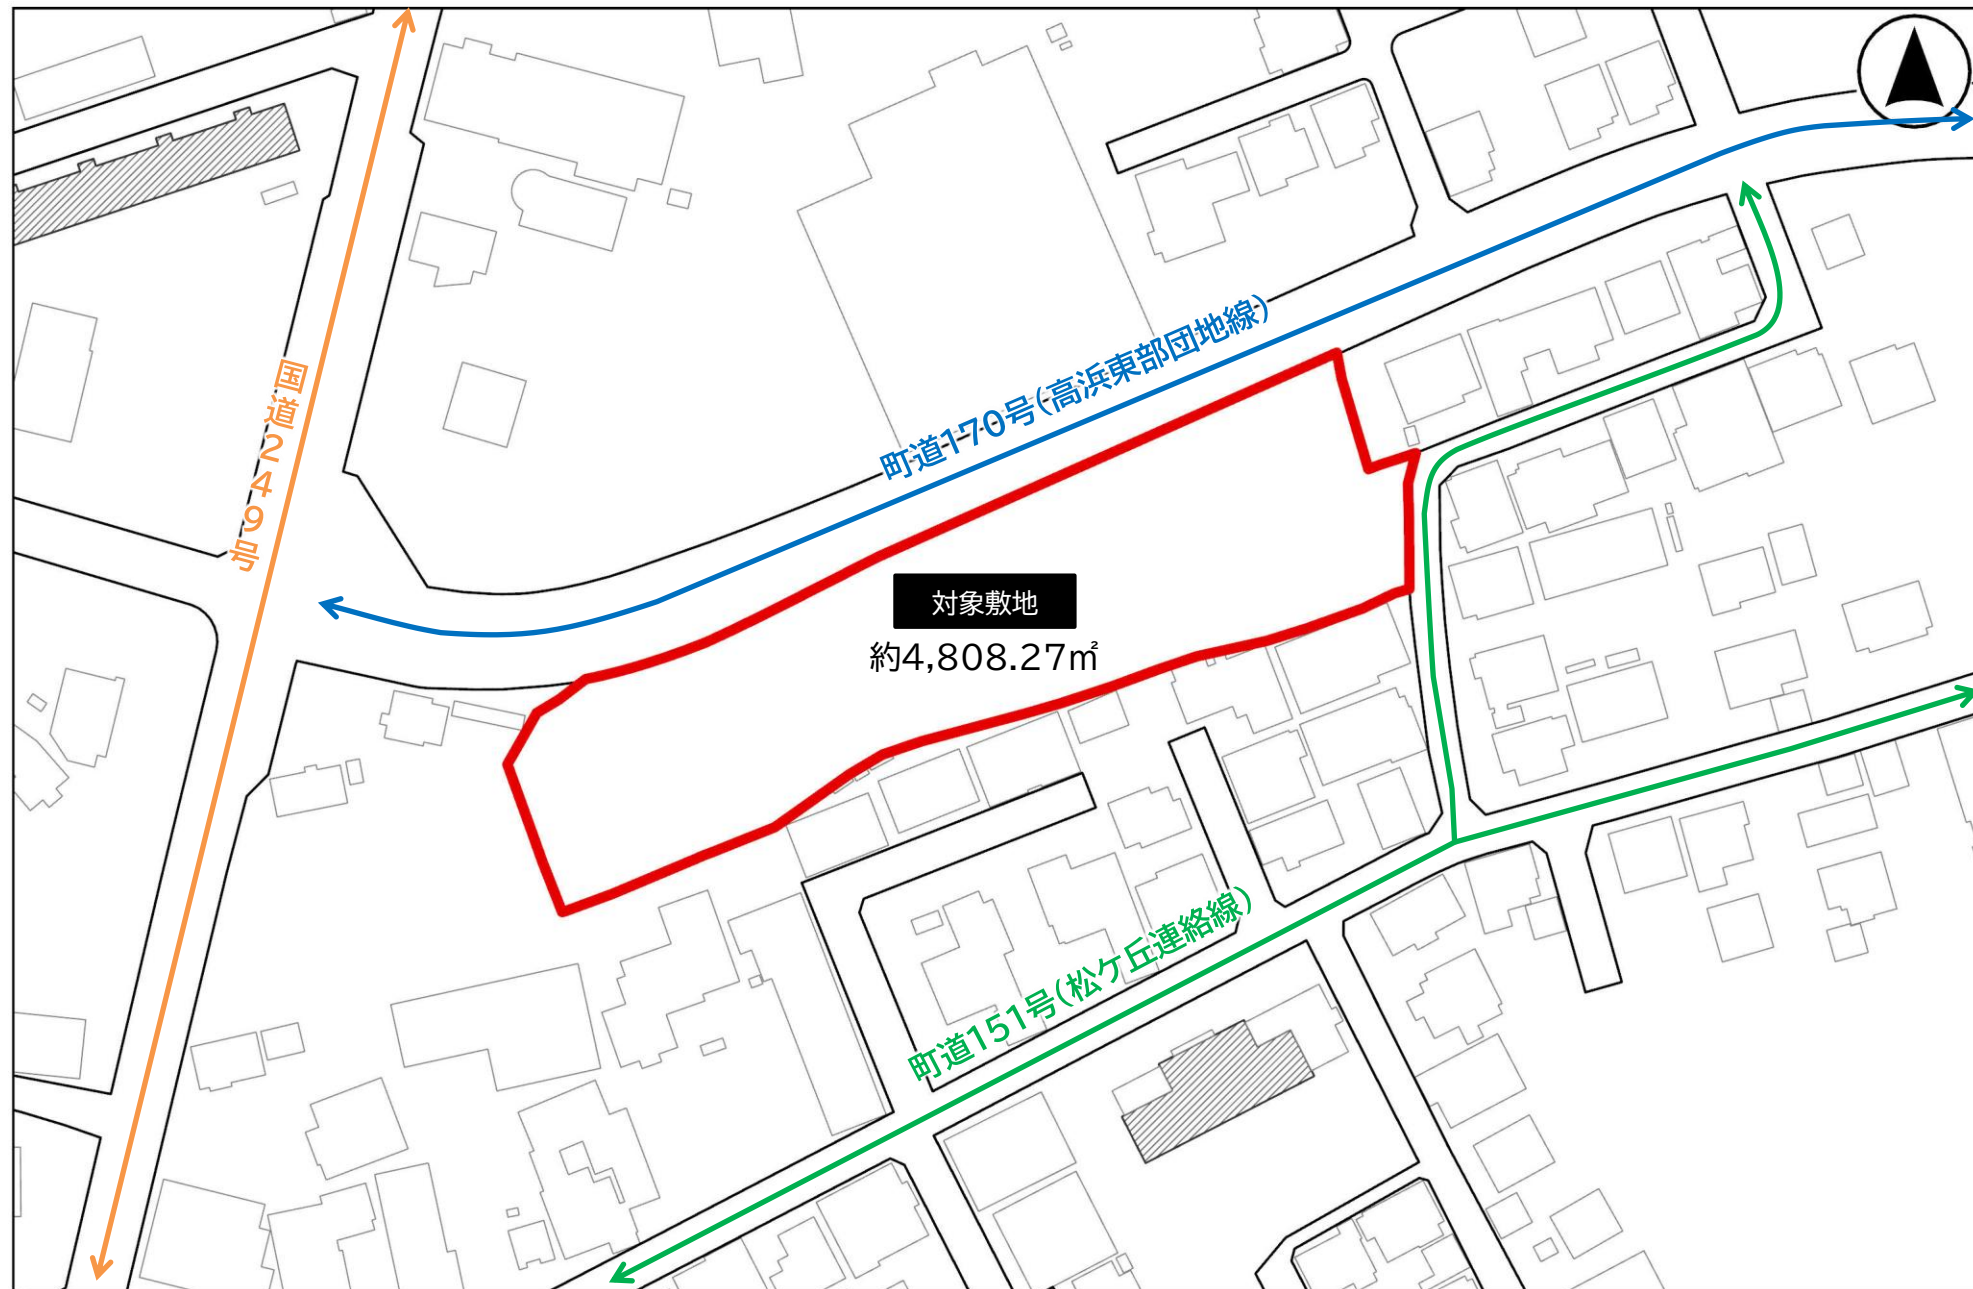 国道249号
町道170号(高浜東部団地線)
対象敷地
約4,808.27㎡
町道151号(松ケ丘連絡線)